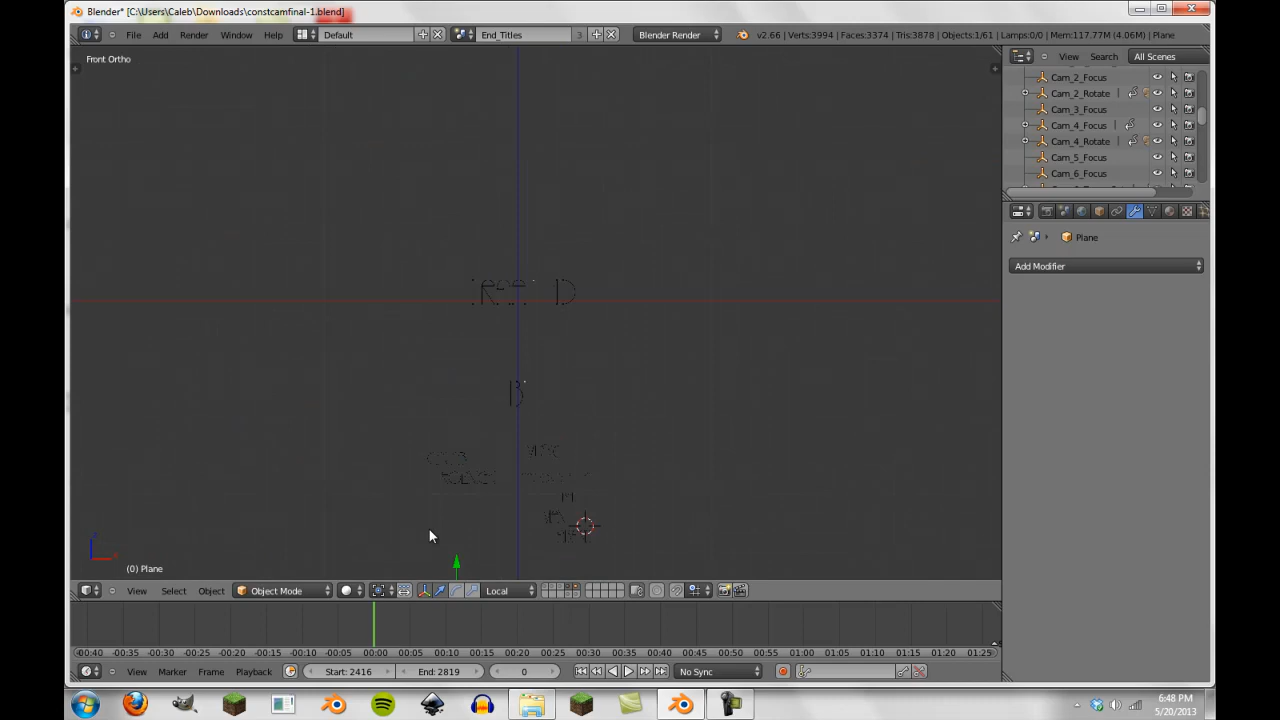 Blender* [C:\Users\Caleb\Downloads\constcamfinal-1.blend]
File Add Render Window Help Default End_Titles 3 Blender Render v2.66 | Verts:3994 | Faces:3374 | Tris:3878 | Objects:1/61 | Lamps:0/0 | Mem:117.77M (4.06M) | Plane
Front Ortho
View Search All Scenes
Cam_2_Focus
Cam_2_Rotate
Cam_3_Focus
Cam_4_Focus
Cam_4_Rotate
Cam_5_Focus
Cam_6_Focus
Plane
Add Modifier
D
B
(0) Plane
View Select Object Object Mode Local
-00:40 -00:35 -00:30 -00:25 -00:20 -00:15 -00:10 -00:05 00:00 00:05 00:10 00:15 00:20 00:25 00:30 00:35 00:40 00:45 00:50 00:55 01:00 01:05 01:10 01:15 01:20 01:25
View Marker Frame Playback Start: 2416 End: 2819 0 No Sync
6:48 PM
5/20/2013